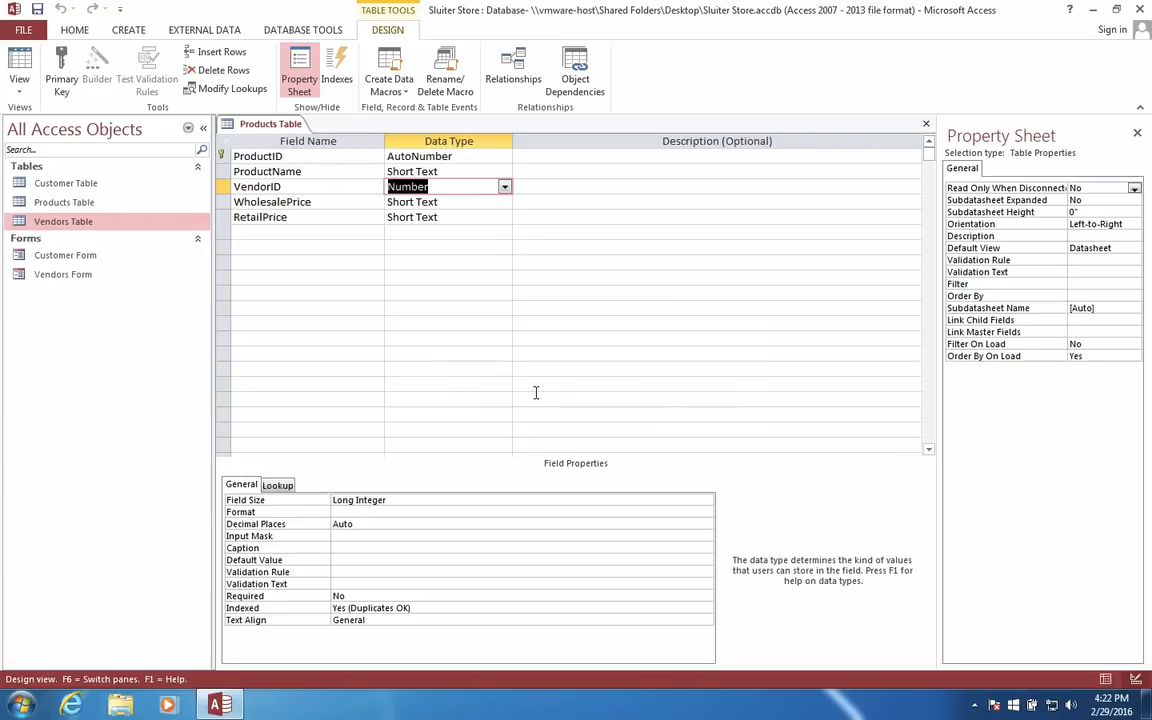 TABLE TOOLS
Sluiter Store : Database- \\vmware-host\Shared Folders\Desktop\Sluiter Store.accdb (Access 2007 - 2013 file format) - Microsoft Access
FILE HOME CREATE EXTERNAL DATA DATABASE TOOLS DESIGN
Sign in
View
Primary Key
Builder
Test Validation Rules
Insert Rows
Delete Rows
Modify Lookups
Property Sheet
Indexes
Create Data Macros
Rename/ Delete Macro
Relationships
Object Dependencies
Views
Tools
Show/Hide
Field, Record & Table Events
Relationships
All Access Objects
Search...
Tables
Customer Table
Products Table
Vendors Table
Forms
Customer Form
Vendors Form
Products Table
Field Name Data Type Description (Optional)
ProductID AutoNumber
ProductName Short Text
VendorID Number
WholesalePrice Short Text
RetailPrice Short Text
Field Properties
General Lookup
Field Size Long Integer
Format
Decimal Places Auto
Input Mask
Caption
Default Value
Validation Rule
Validation Text
Required No
Indexed Yes (Duplicates OK)
Text Align General
The data type determines the kind of values
that users can store in the field. Press F1 for
help on data types.
Property Sheet
Selection type: Table Properties
General
Read Only When Disconnect No
Subdatasheet Expanded No
Subdatasheet Height 0"
Orientation Left-to-Right
Description
Default View Datasheet
Validation Rule
Validation Text
Filter
Order By
Subdatasheet Name [Auto]
Link Child Fields
Link Master Fields
Filter On Load No
Order By On Load Yes
Design view. F6 = Switch panes. F1 = Help.
4:22 PM
2/29/2016